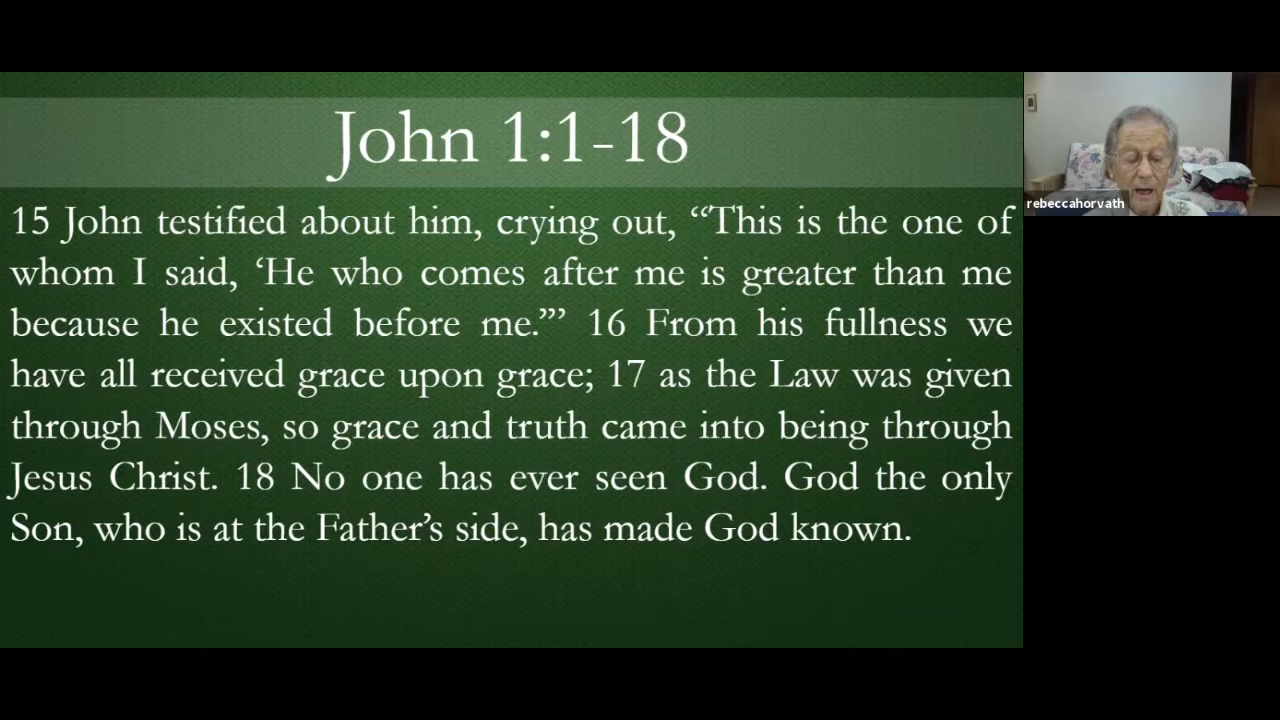 John 1:1-18
15 John testified about him, crying out, “This is the one of
whom I said, ‘He who comes after me is greater than me
because he existed before me.”’ 16 From his fullness we
have all received grace upon grace; 17 as the Law was given
through Moses, so grace and truth came into being through
Jesus Christ. 18 No one has ever seen God. God the only
Son, who is at the Father’s side, has made God known.
rebeccahorvath